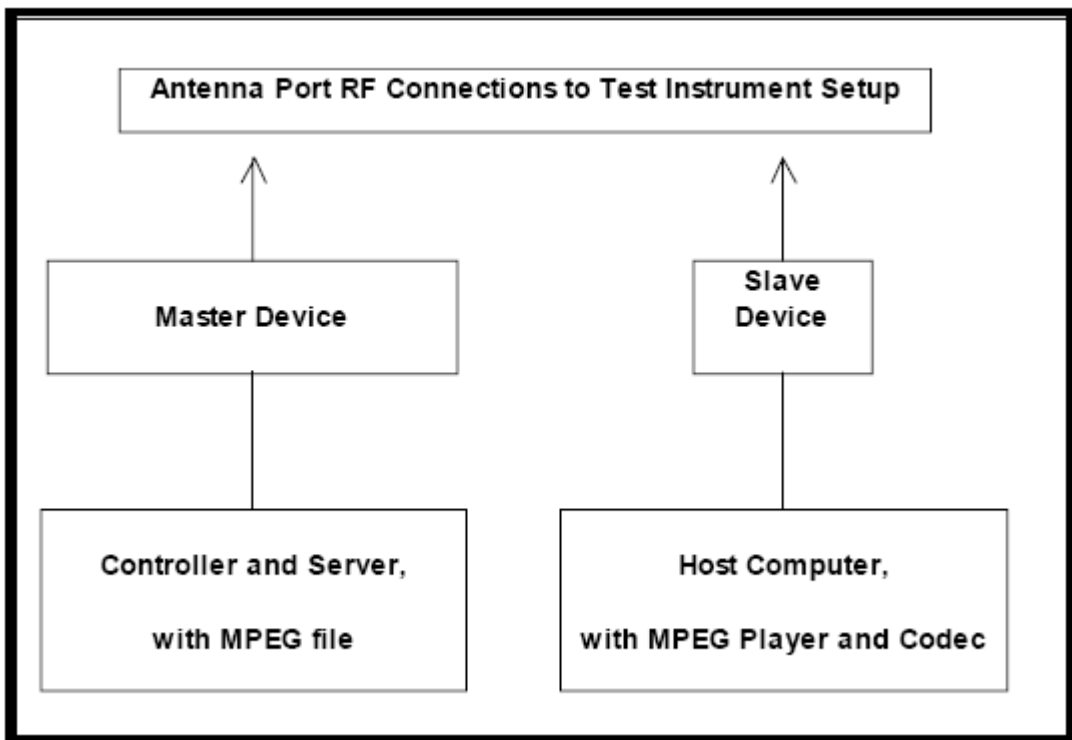 Antenna Port RF Connections to Test Instrument Setup
Master Device
Slave
Device
Controller and Server,
with MPEG file
Host Computer,
with MPEG Player and Codec